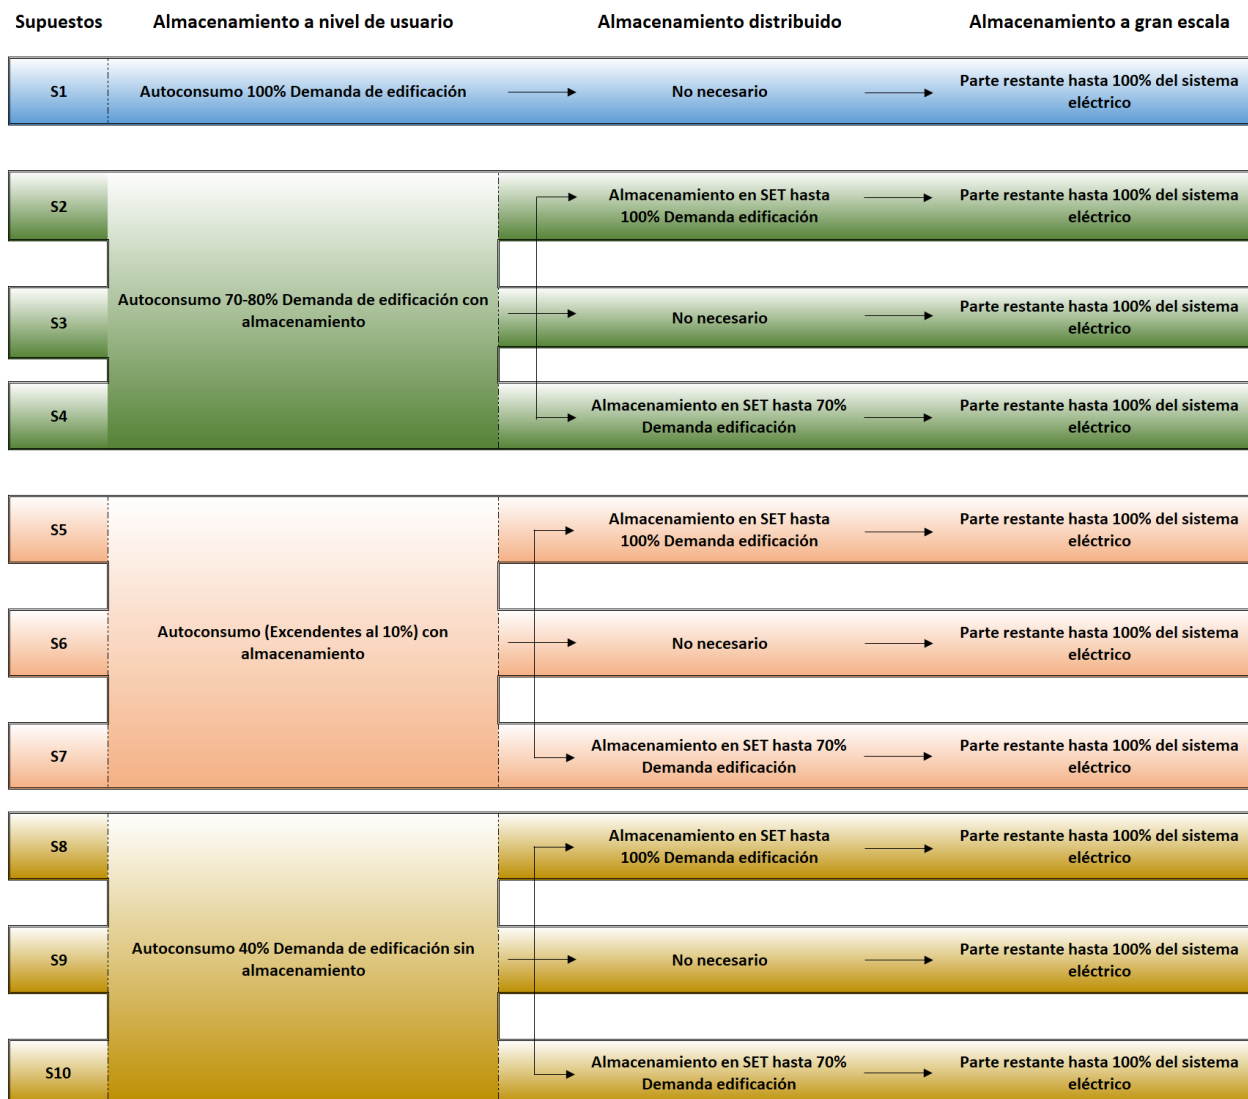 Supuestos
Almacenamiento a nivel de usuario
Almacenamiento distribuido
Almacenamiento a gran escala
S1
Autoconsumo 100% Demanda de edificación
No necesario
Parte restante hasta 100% del sistema
eléctrico
S2
Almacenamiento en SET hasta
100% Demanda edificación
Parte restante hasta 100% del sistema
eléctrico
Autoconsumo 70-80% Demanda de edificación con
almacenamiento
S3
No necesario
Parte restante hasta 100% del sistema
eléctrico
S4
Almacenamiento en SET hasta 70%
Demanda edificación
Parte restante hasta 100% del sistema
eléctrico
S5
Almacenamiento en SET hasta
100% Demanda edificación
Parte restante hasta 100% del sistema
eléctrico
S6
Autoconsumo (Excendentes al 10%) con
almacenamiento
No necesario
Parte restante hasta 100% del sistema
eléctrico
S7
Almacenamiento en SET hasta 70%
Demanda edificación
Parte restante hasta 100% del sistema
eléctrico
S8
Almacenamiento en SET hasta
100% Demanda edificación
Parte restante hasta 100% del sistema
eléctrico
S9
Autoconsumo 40% Demanda de edificación sin
almacenamiento
No necesario
Parte restante hasta 100% del sistema
eléctrico
S10
Almacenamiento en SET hasta 70%
Demanda edificación
Parte restante hasta 100% del sistema
eléctrico